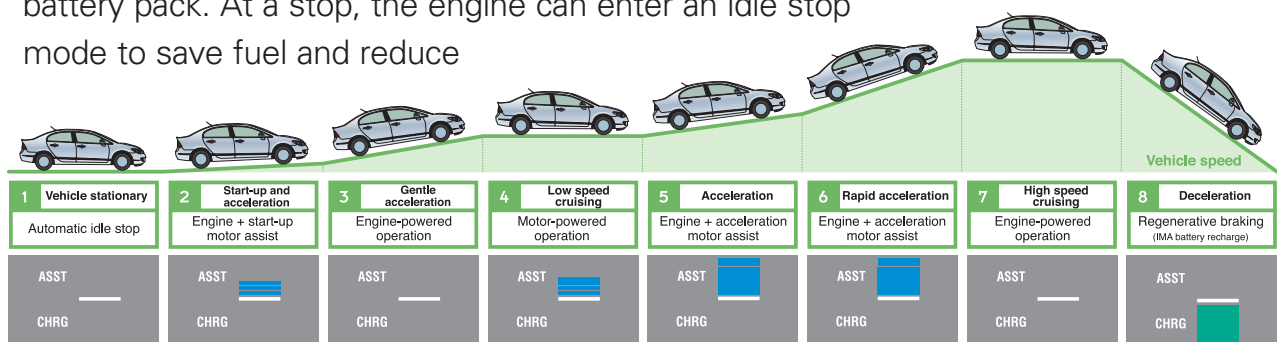 battery pack. At a stop, the engine can enter an idle stop
mode to save fuel and reduce
Vehicle speed
1 Vehicle stationary
Automatic idle stop
ASST
CHRG
2 Start-up and
acceleration
Engine + start-up
motor assist
ASST
CHRG
3 Gentle
acceleration
Engine-powered
operation
ASST
CHRG
4 Low speed
cruising
Motor-powered
operation
ASST
CHRG
5 Acceleration
Engine + acceleration
motor assist
ASST
CHRG
6 Rapid acceleration
Engine + acceleration
motor assist
ASST
CHRG
7 High speed
cruising
Engine-powered
operation
ASST
CHRG
8 Deceleration
Regenerative braking
(IMA battery recharge)
ASST
CHRG